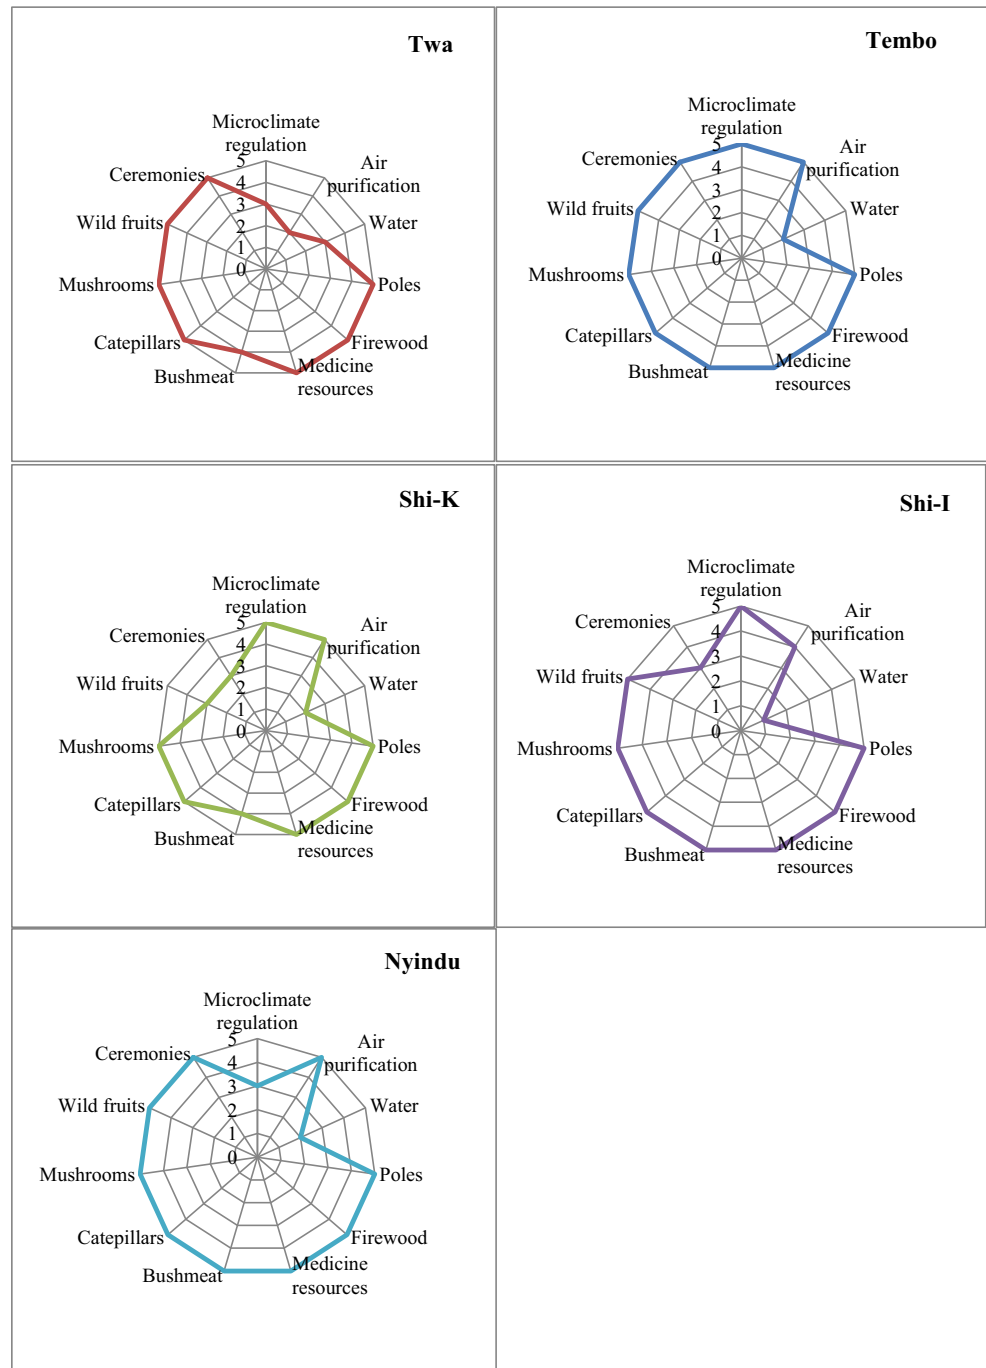 Twa
Microclimate
regulation
Air
purification
Water
Poles
Firewood
Medicine
resources
Bushmeat
Catepillars
Mushrooms
Wild fruits
Ceremonies
5
4
3
2
1
0
Tembo
Microclimate
regulation
Air
purification
Water
Poles
Firewood
Medicine
resources
Bushmeat
Catepillars
Mushrooms
Wild fruits
Ceremonies
5
4
3
2
1
0
Shi-K
Microclimate
regulation
Air
purification
Water
Poles
Firewood
Medicine
resources
Bushmeat
Catepillars
Mushrooms
Wild fruits
Ceremonies
5
4
3
2
1
0
Shi-I
Microclimate
regulation
Air
purification
Water
Poles
Firewood
Medicine
resources
Bushmeat
Catepillars
Mushrooms
Wild fruits
Ceremonies
5
4
3
2
1
0
Nyindu
Microclimate
regulation
Air
purification
Water
Poles
Firewood
Medicine
resources
Bushmeat
Catepillars
Mushrooms
Wild fruits
Ceremonies
5
4
3
2
1
0